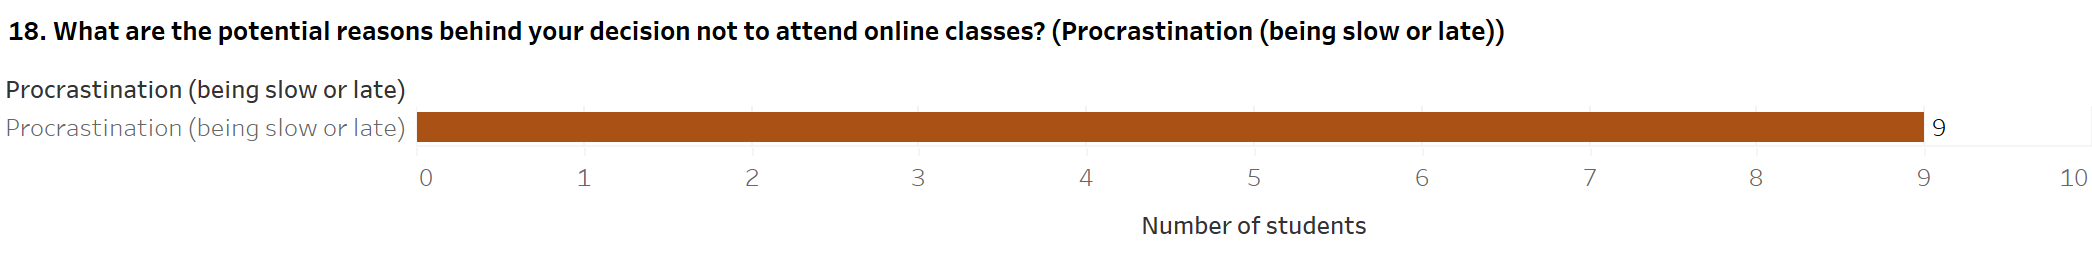 18. What are the potential reasons behind your decision not to attend online classes? (Procrastination (being slow or late))
Procrastination (being slow or late)
Procrastination (being slow or late) 9
0 1 2 3 4 5 6 7 8 9 10
Number of students